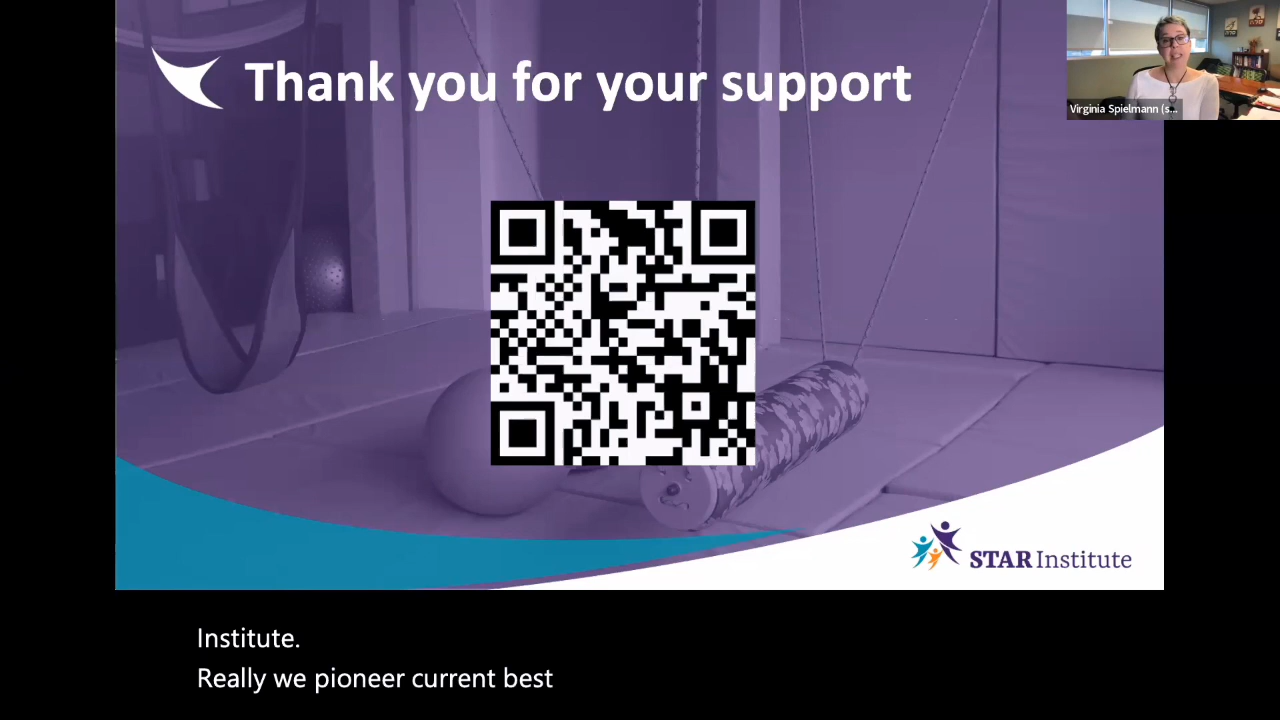 Thank you for your support
Virginia Spielmann (s...
STAR Institute
Institute.
Really we pioneer current best